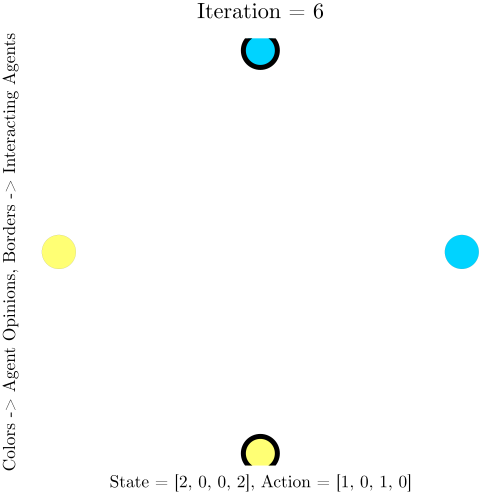 Iteration = 6
Colors -> Agent Opinions, Borders -> Interacting Agents
State = [2, 0, 0, 2], Action = [1, 0, 1, 0]